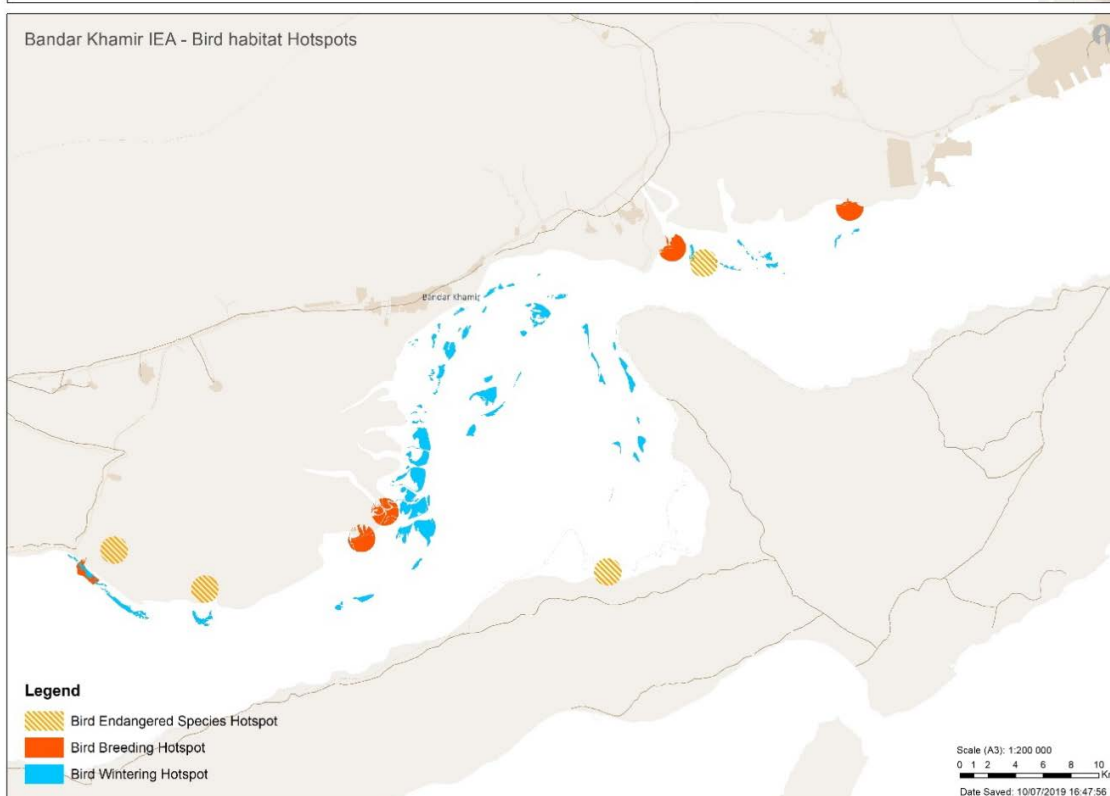 Bandar Khamir IEA - Bird habitat Hotspots
Bandar Khamir
Legend
Bird Endangered Species Hotspot
Bird Breeding Hotspot
Bird Wintering Hotspot
Scale (A3): 1:200 000
0 1 2 4 6 8 10
Km
Date Saved: 10/07/2019 16:47:56